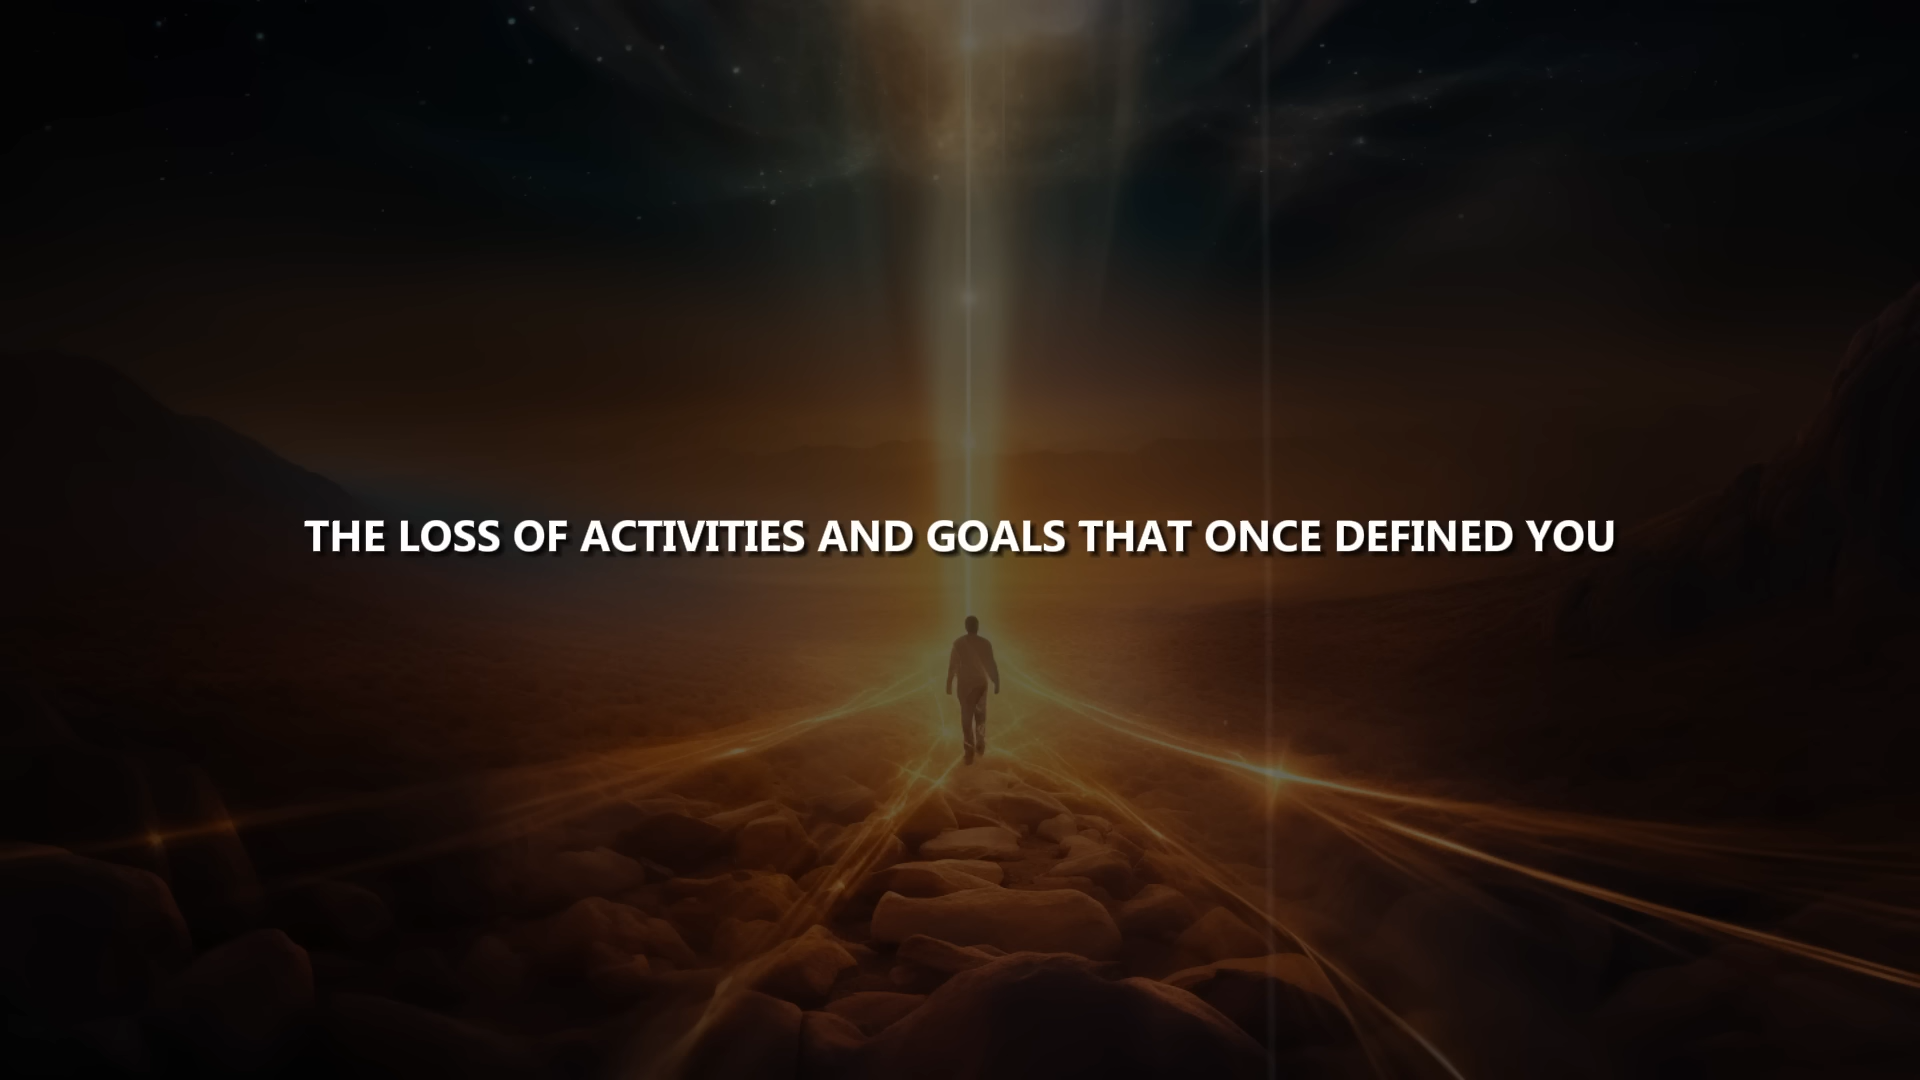 THE LOSS OF ACTIVITIES AND GOALS THAT ONCE DEFINED YOU